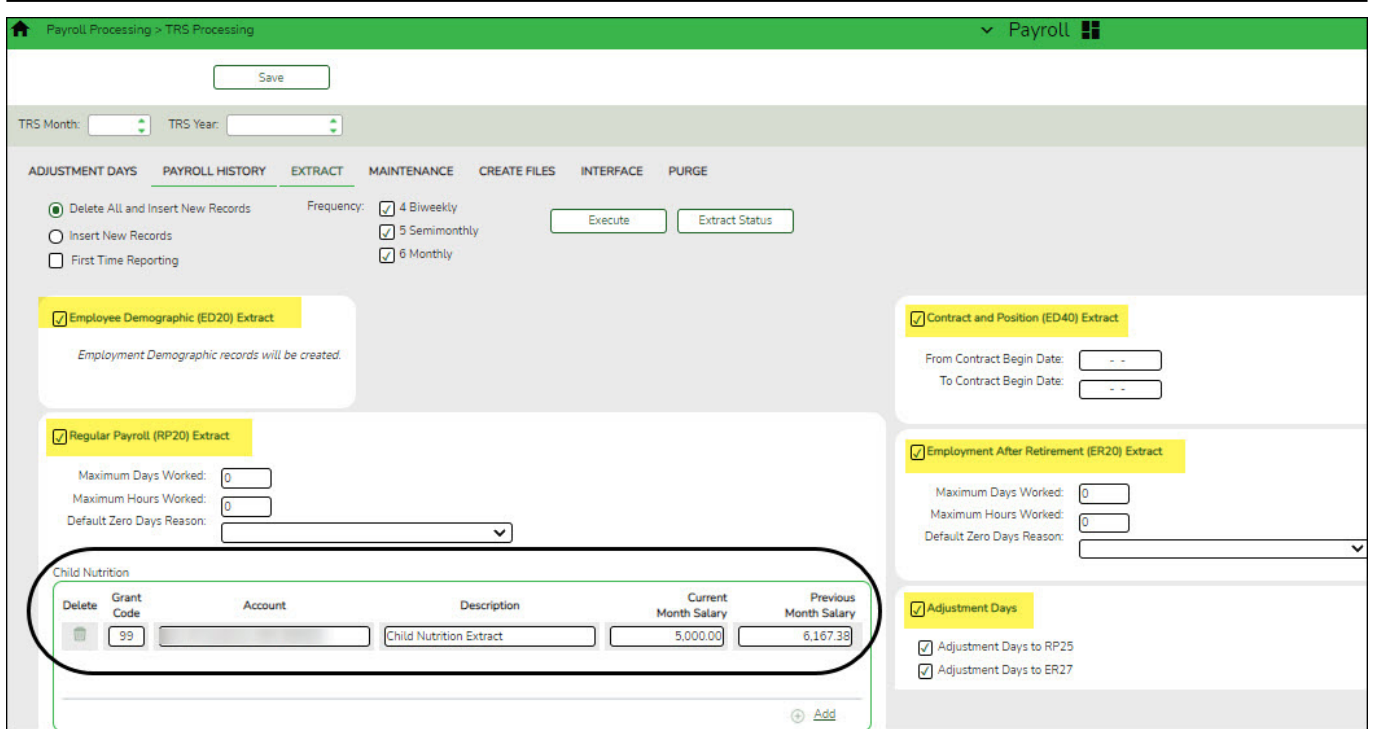 Payroll Processing > TRS Processing
Payroll
Save
TRS Month:
TRS Year:
ADJUSTMENT DAYS PAYROLL HISTORY EXTRACT MAINTENANCE CREATE FILES INTERFACE PURGE
Delete All and Insert New Records
Insert New Records
First Time Reporting
Frequency:
4 Biweekly
5 Semimonthly
6 Monthly
Execute
Extract Status
Employee Demographic (ED20) Extract
Employment Demographic records will be created.
Contract and Position (ED40) Extract
From Contract Begin Date: - -
To Contract Begin Date: - -
Regular Payroll (RP20) Extract
Maximum Days Worked: 0
Maximum Hours Worked: 0
Default Zero Days Reason:
Employment After Retirement (ER20) Extract
Maximum Days Worked: 0
Maximum Hours Worked: 0
Default Zero Days Reason:
Child Nutrition
Delete Grant Code Account Description Current Month Salary Previous Month Salary
99 Child Nutrition Extract 5,000.00 6,167.38
Add
Adjustment Days
Adjustment Days to RP25
Adjustment Days to ER27